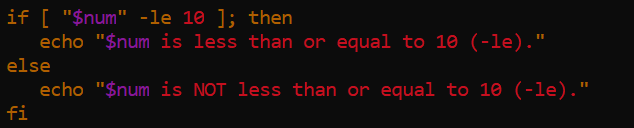 if [ "$num" -le 10 ]; then
   echo "$num is less than or equal to 10 (-le)."
else
   echo "$num is NOT less than or equal to 10 (-le)."
fi